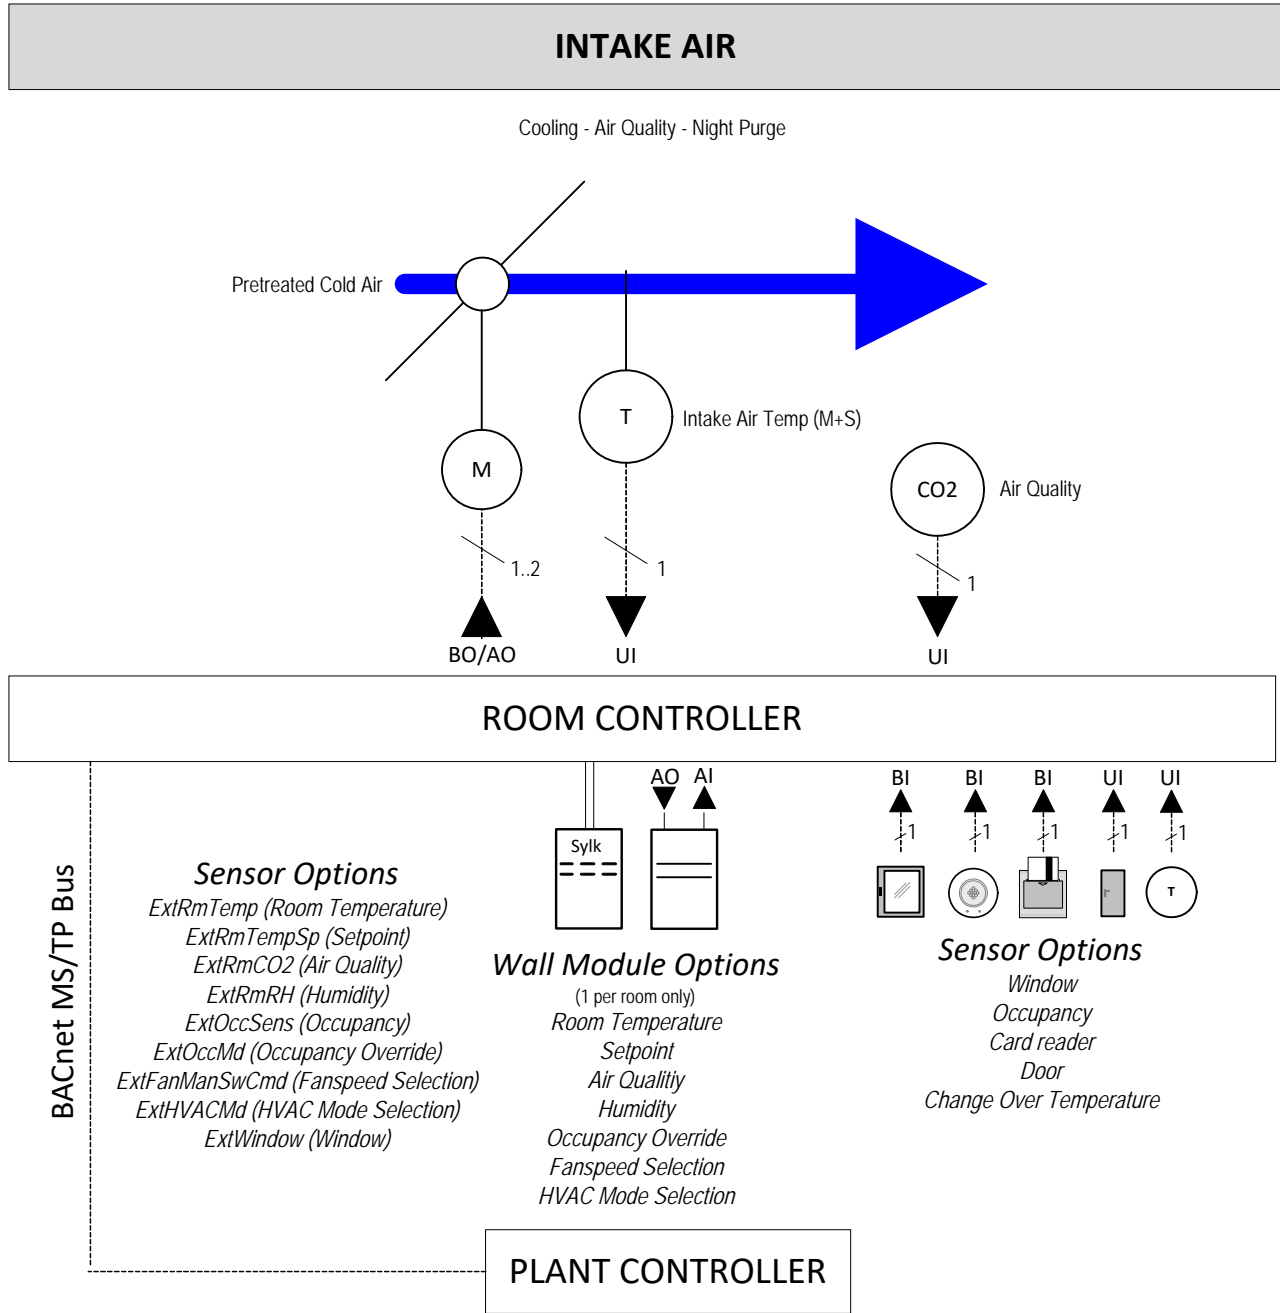 INTAKE AIR
Cooling - Air Quality - Night Purge
Pretreated Cold Air
T
Intake Air Temp (M+S)
M
CO2
Air Quality
1..2
1
1
BO/AO
UI
UI
ROOM CONTROLLER
AO
AI
BI
BI
BI
UI
UI
1
1
1
1
1
Sylk
T
BACnet MS/TP Bus
Sensor Options
ExtRmTemp (Room Temperature)
ExtRmTempSp (Setpoint)
ExtRmCO2 (Air Quality)
ExtRmRH (Humidity)
ExtOccSens (Occupancy)
ExtOccMd (Occupancy Override)
ExtFanManSwCmd (Fanspeed Selection)
ExtHVACMd (HVAC Mode Selection)
ExtWindow (Window)
Wall Module Options
(1 per room only)
Room Temperature
Setpoint
Air Qualitiy
Humidity
Occupancy Override
Fanspeed Selection
HVAC Mode Selection
Sensor Options
Window
Occupancy
Card reader
Door
Change Over Temperature
PLANT CONTROLLER